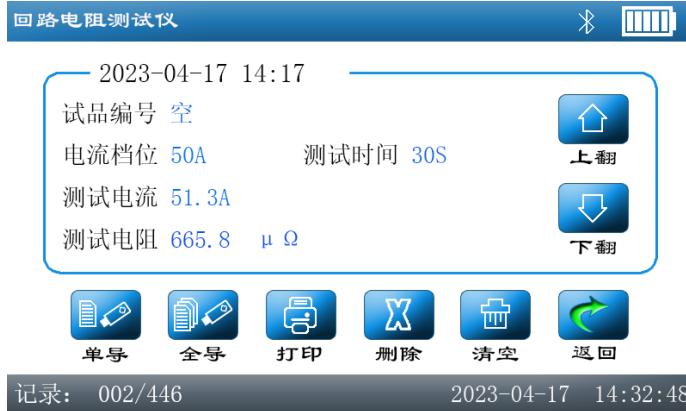 回路电阻测试仪
2023-04-17 14:17
试品编号 空
电流档位 50A 测试时间 30S
上翻
测试电流 51.3A
测试电阻 665.8 μΩ
下翻
单导 全导 打印 删除 清空 返回
记录: 002/446 2023-04-17 14:32:48